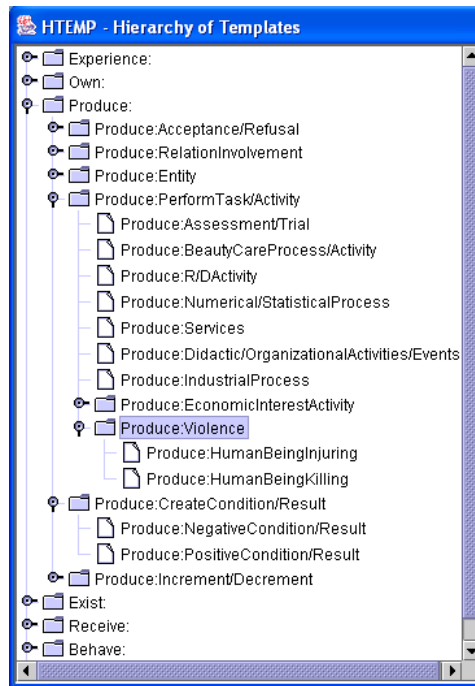 HTEMP - Hierarchy of Templates
Experience:
Own:
Produce:
Produce:Acceptance/Refusal
Produce:RelationInvolvement
Produce:Entity
Produce:PerformTask/Activity
Produce:Assessment/Trial
Produce:BeautyCareProcess/Activity
Produce:R/DActivity
Produce:Numerical/StatisticalProcess
Produce:Services
Produce:Didactic/OrganizationalActivities/Events
Produce:IndustrialProcess
Produce:EconomicInterestActivity
Produce:Violence
Produce:HumanBeingInjuring
Produce:HumanBeingKilling
Produce:CreateCondition/Result
Produce:NegativeCondition/Result
Produce:PositiveCondition/Result
Produce:Increment/Decrement
Exist:
Receive:
Behave: